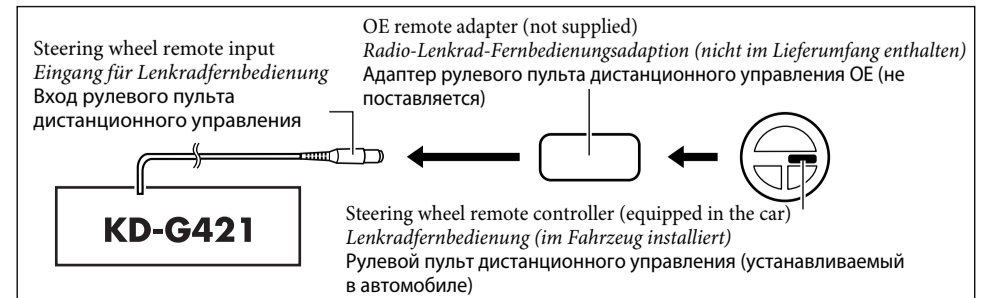 Steering wheel remote input
Eingang für Lenkradfernbedienung
Вход рулевого пульта
дистанционного управления
OE remote adapter (not supplied)
Radio-Lenkrad-Fernbedienungsadaption (nicht im Lieferumfang enthalten)
Адаптер рулевого пульта дистанционного управления OE (не
поставляется)
KD-G421
Steering wheel remote controller (equipped in the car)
Lenkradfernbedienung (im Fahrzeug installiert)
Рулевой пульт дистанционного управления (устанавливаемый
в автомобиле)